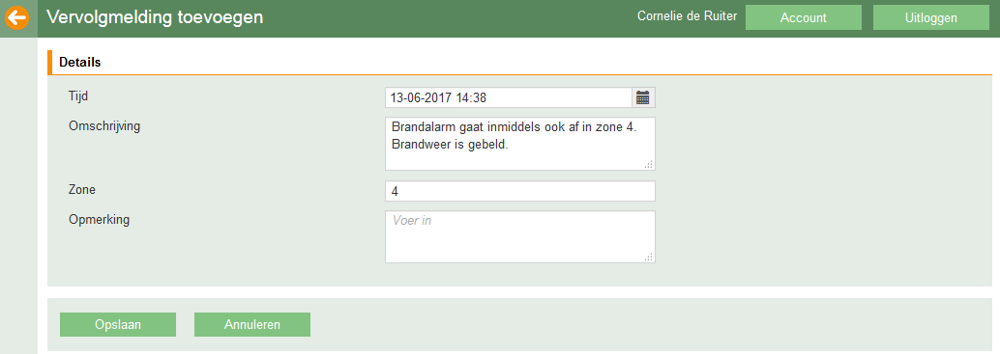 Vervolgmelding toevoegen
Cornelie de Ruiter
Account
Uitloggen
Details
Tijd
13-06-2017 14:38
Omschrijving
Brandalarm gaat inmiddels ook af in zone 4.
Brandweer is gebeld.
Zone
4
Opmerking
Voer in
Opslaan
Annuleren